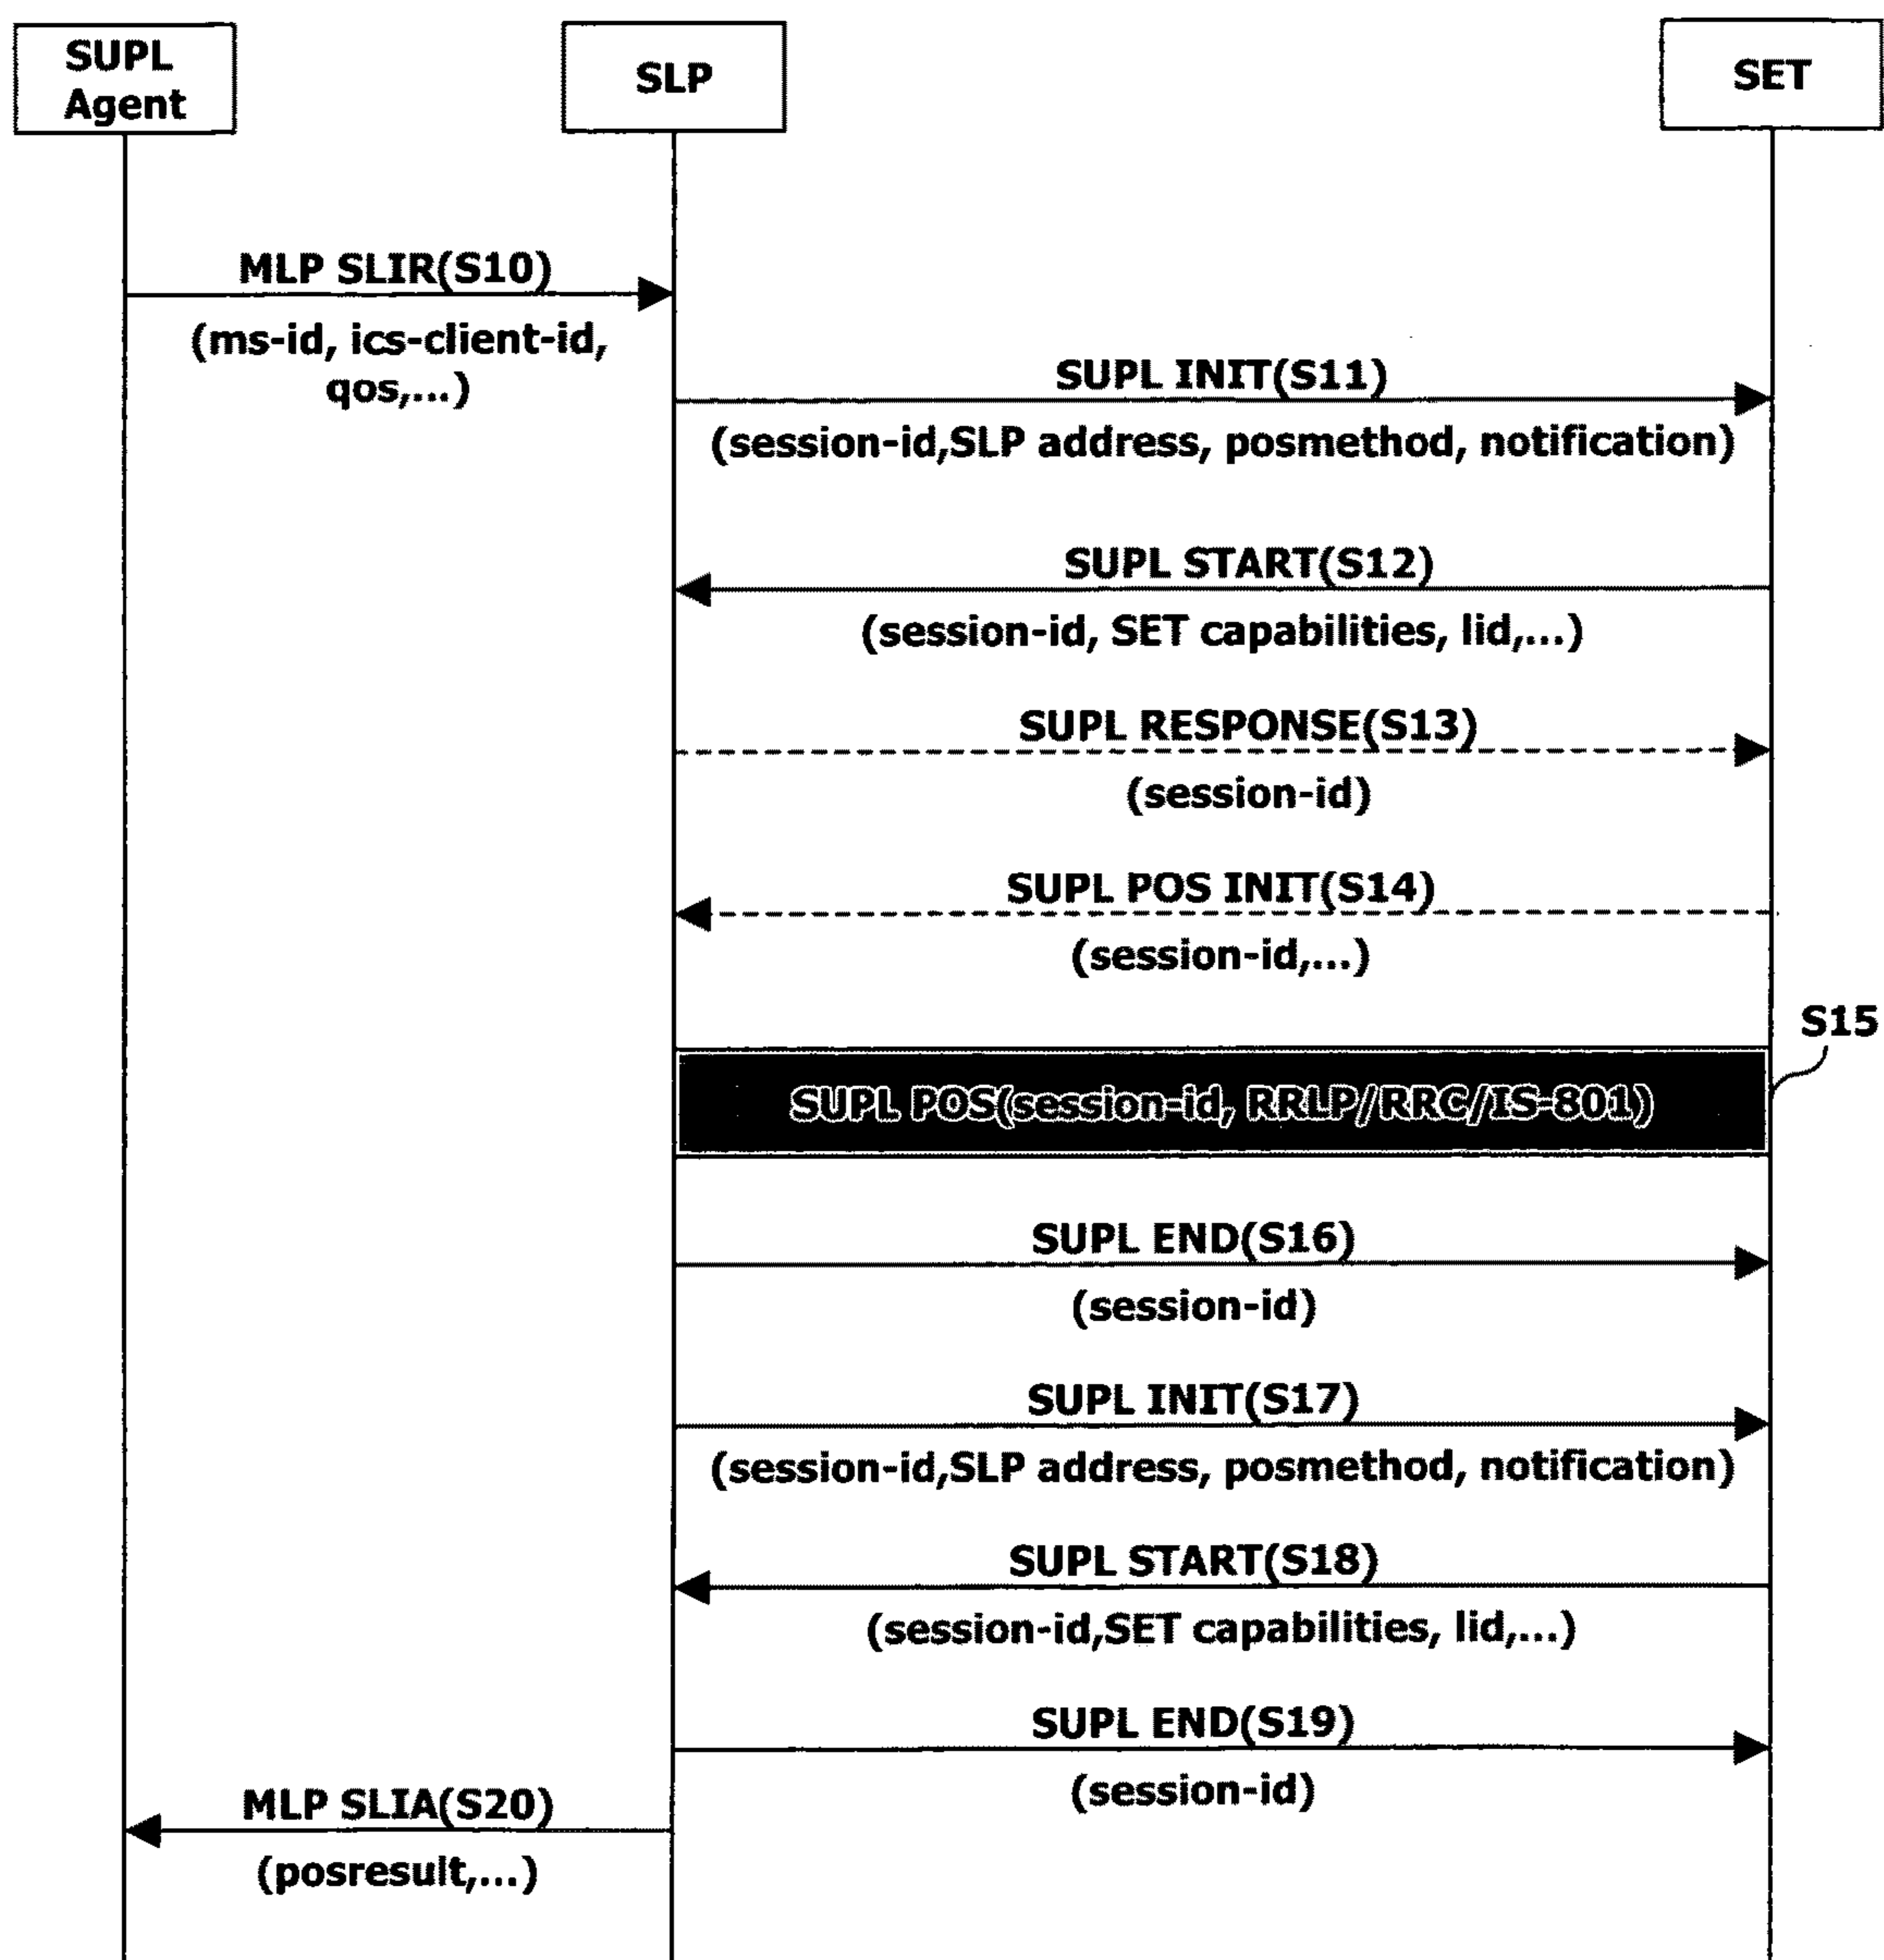 SUPL
Agent
SLP
SET
MLP SLIR(S10)
(ms-id, ics-client-id,
qos,...)
SUPL INIT(S11)
(session-id,SLP address, posmethod, notification)
SUPL START(S12)
(session-id, SET capabilities, lid,...)
SUPL RESPONSE(S13)
(session-id)
SUPL POS INIT(S14)
(session-id,...)
S15
SUPL POS(session-id, RRLP/RRC/IS-801)
SUPL END(S16)
(session-id)
SUPL INIT(S17)
(session-id,SLP address, posmethod, notification)
SUPL START(S18)
(session-id,SET capabilities, lid,...)
SUPL END(S19)
(session-id)
MLP SLIA(S20)
(posresult,...)